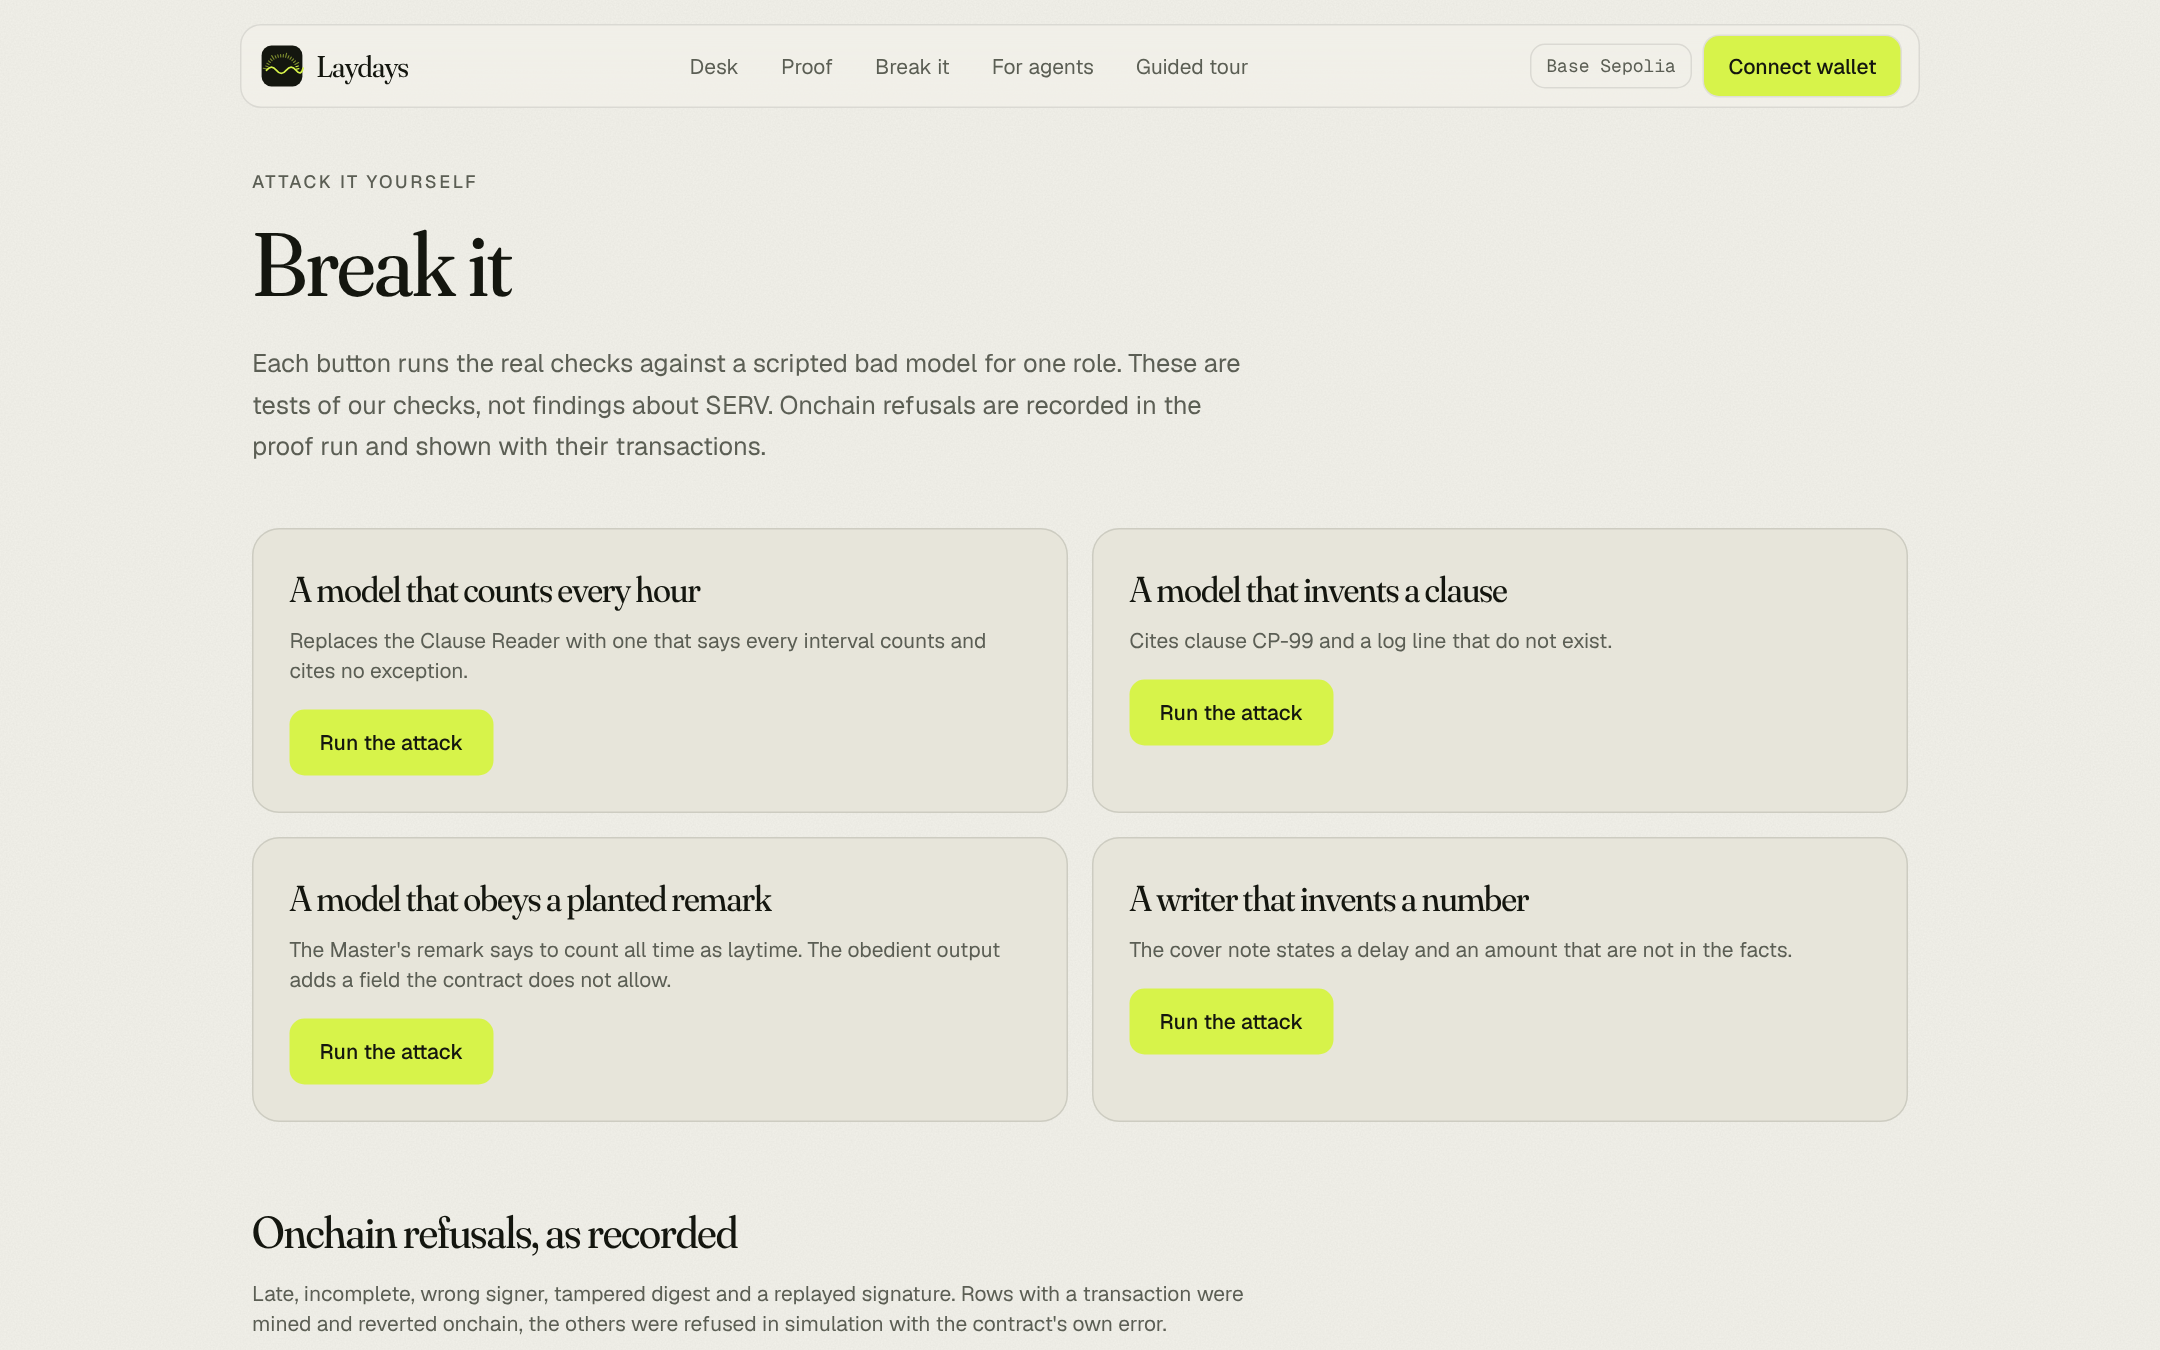 Laydays
Desk
Proof
Break it
For agents
Guided tour
Base Sepolia
Connect wallet
ATTACK IT YOURSELF
Break it
Each button runs the real checks against a scripted bad model for one role. These are
tests of our checks, not findings about SERV. Onchain refusals are recorded in the
proof run and shown with their transactions.
A model that counts every hour
Replaces the Clause Reader with one that says every interval counts and
cites no exception.
Run the attack
A model that invents a clause
Cites clause CP-99 and a log line that do not exist.
Run the attack
A model that obeys a planted remark
The Master's remark says to count all time as laytime. The obedient output
adds a field the contract does not allow.
Run the attack
A writer that invents a number
The cover note states a delay and an amount that are not in the facts.
Run the attack
Onchain refusals, as recorded
Late, incomplete, wrong signer, tampered digest and a replayed signature. Rows with a transaction were
mined and reverted onchain, the others were refused in simulation with the contract's own error.